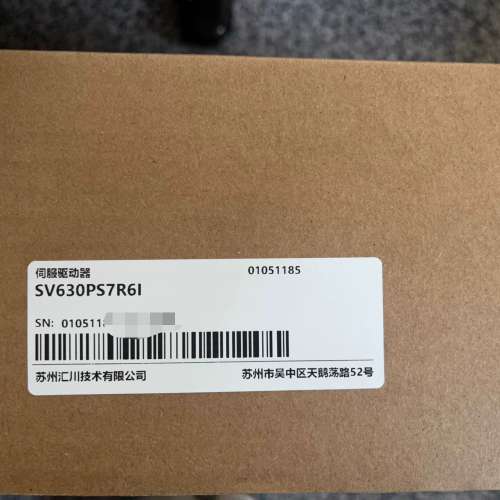 伺服驱动器 01051185
SV630PS7R6I
SN: 010511
苏州汇川技术有限公司 苏州市吴中区天鹅荡路52号